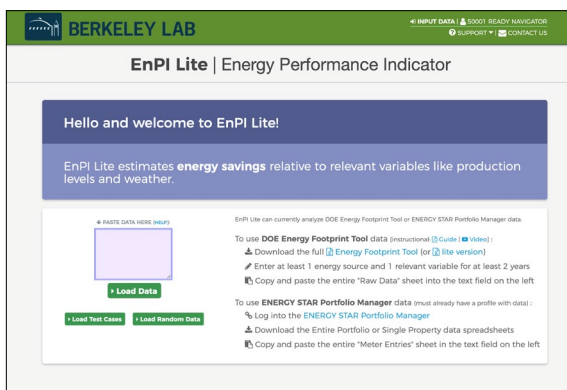 BERKELEY LAB
INPUT DATA | 50001 READY NAVIGATOR
SUPPORT | CONTACT US
EnPI Lite | Energy Performance Indicator
Hello and welcome to EnPI Lite!
EnPI Lite estimates energy savings relative to relevant variables like production
levels and weather.
PASTE DATA HERE (HELP)
Load Data
Load Test Cases
Load Random Data
EnPI Lite can currently analyze DOE Energy Footprint Tool or ENERGY STAR Portfolio Manager data.
To use DOE Energy Footprint Tool data (instructional: Guide | Video) :
Download the full Energy Footprint Tool (or lite version)
Enter at least 1 energy source and 1 relevant variable for at least 2 years
Copy and paste the entire "Raw Data" sheet into the text field on the left
To use ENERGY STAR Portfolio Manager data (must already have a profile with data) :
Log into the ENERGY STAR Portfolio Manager
Download the Entire Portfolio or Single Property data spreadsheets
Copy and paste the entire "Meter Entries" sheet in the text field on the left